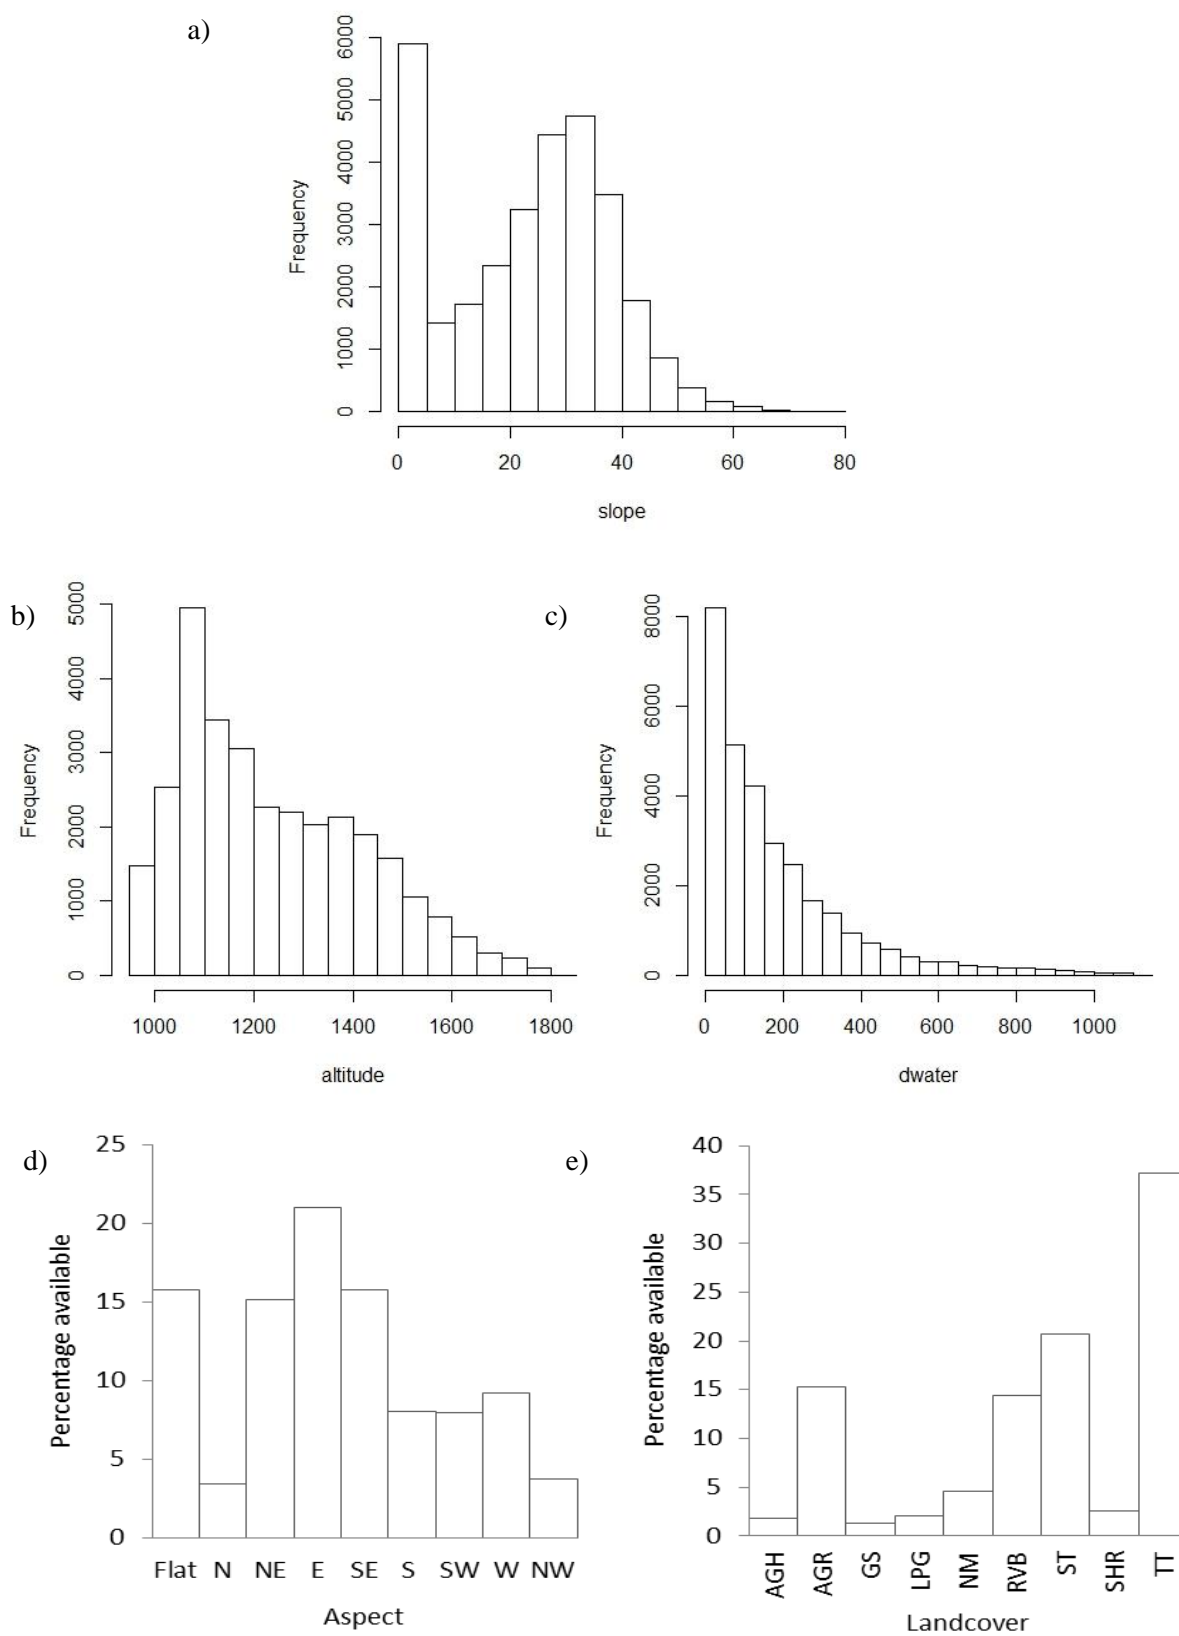 a)
6000
5000
4000
3000
2000
1000
0
Frequency
0 20 40 60 80
slope
b)
5000
4000
3000
2000
1000
0
Frequency
1000 1200 1400 1600 1800
altitude
c)
8000
6000
4000
2000
0
Frequency
0 200 400 600 800 1000
dwater
d)
25
20
15
10
5
0
Percentage available
Flat N NE E SE S SW W NW
Aspect
e)
40
35
30
25
20
15
10
5
0
Percentage available
AGH AGR GS LPG NM RVB ST SHR TT
Landcover